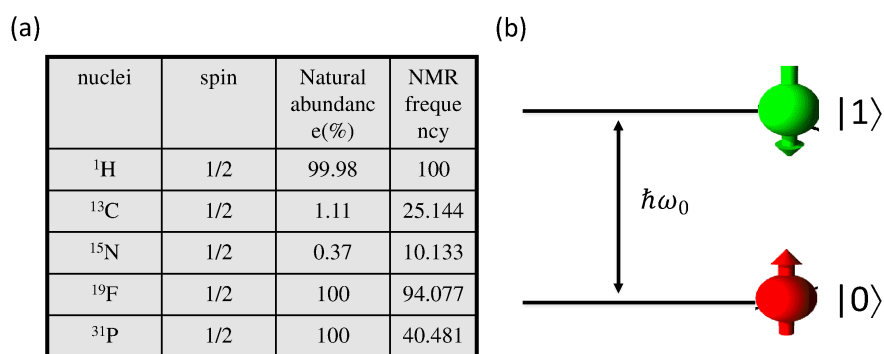 (a)
(b)
nuclei spin Natural abundanc e(%) NMR freque ncy
¹H 1/2 99.98 100
¹³C 1/2 1.11 25.144
¹⁵N 1/2 0.37 10.133
¹⁹F 1/2 100 94.077
³¹P 1/2 100 40.481
|1⟩
ℏω₀
|0⟩